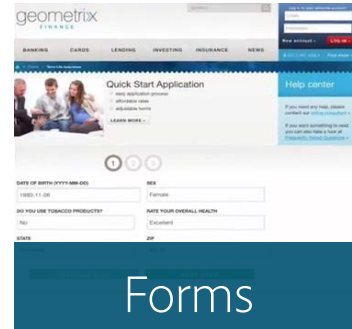 geometrixx
FINANCE
LOG IN
New account ›
BANKING
CARDS
LENDING
INVESTING
INSURANCE
NEWS
Quick Start Application
easy application process
affordable rates
adjustable terms
LEARN MORE ›
Help center
If you need any help, please
contact our
If you want something to read
you can also take a look at
Frequently Asked Questions ›
1
2
3
DATE OF BIRTH (YYYY-MM-DD)
SEX
1980-11-06
Female
DO YOU USE TOBACCO PRODUCTS?
RATE YOUR OVERALL HEALTH
No
Excellent
STATE
ZIP
Forms